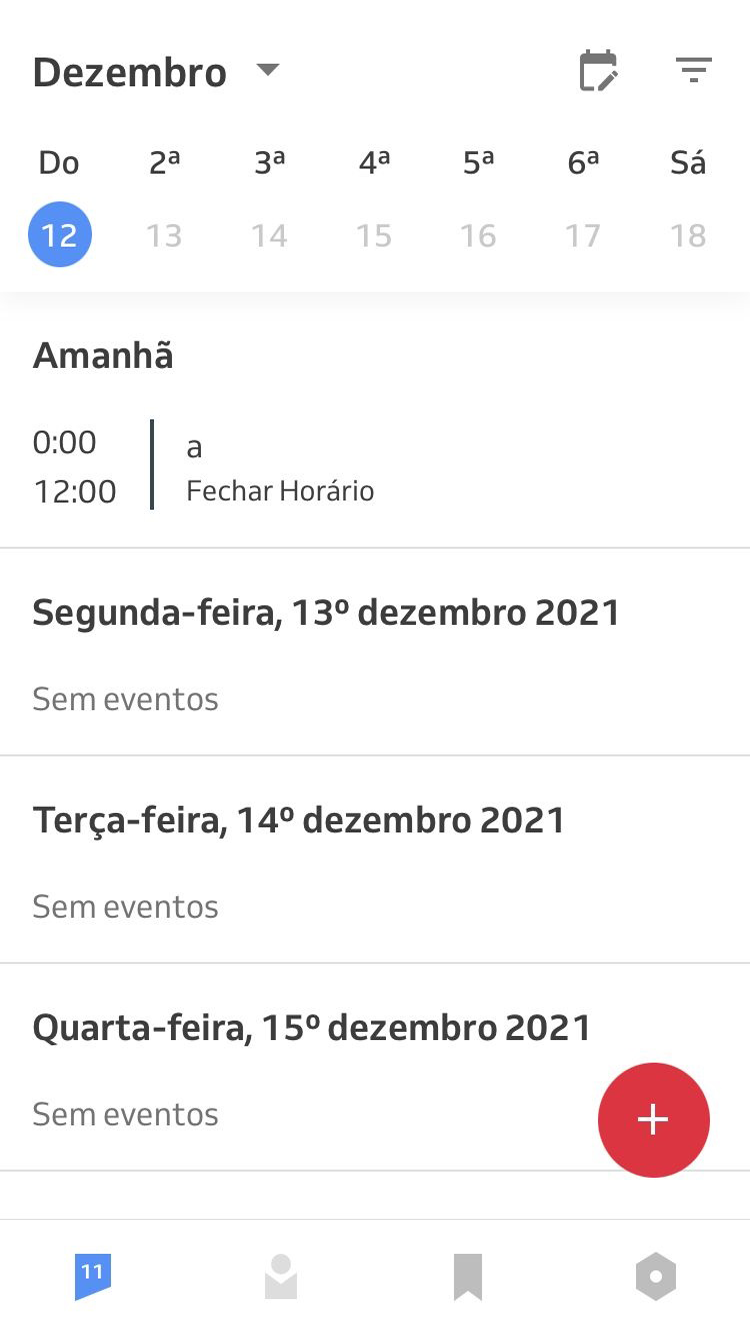 Dezembro
Do 2ª 3ª 4ª 5ª 6ª Sá
12 13 14 15 16 17 18
Amanhã
0:00
a
12:00
Fechar Horário
Segunda-feira, 13º dezembro 2021
Sem eventos
Terça-feira, 14º dezembro 2021
Sem eventos
Quarta-feira, 15º dezembro 2021
Sem eventos
+
11